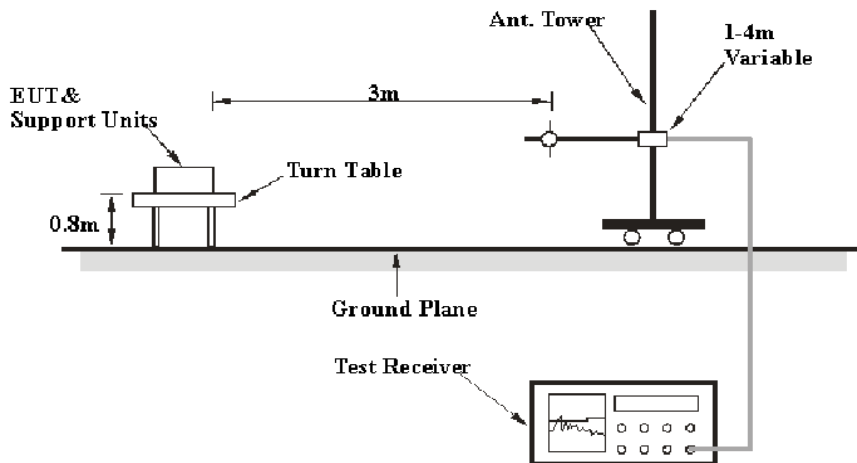 Ant. Tower
1-4m
Variable
EUT&
Support Units
3m
Turn Table
0.8m
Ground Plane
Test Receiver